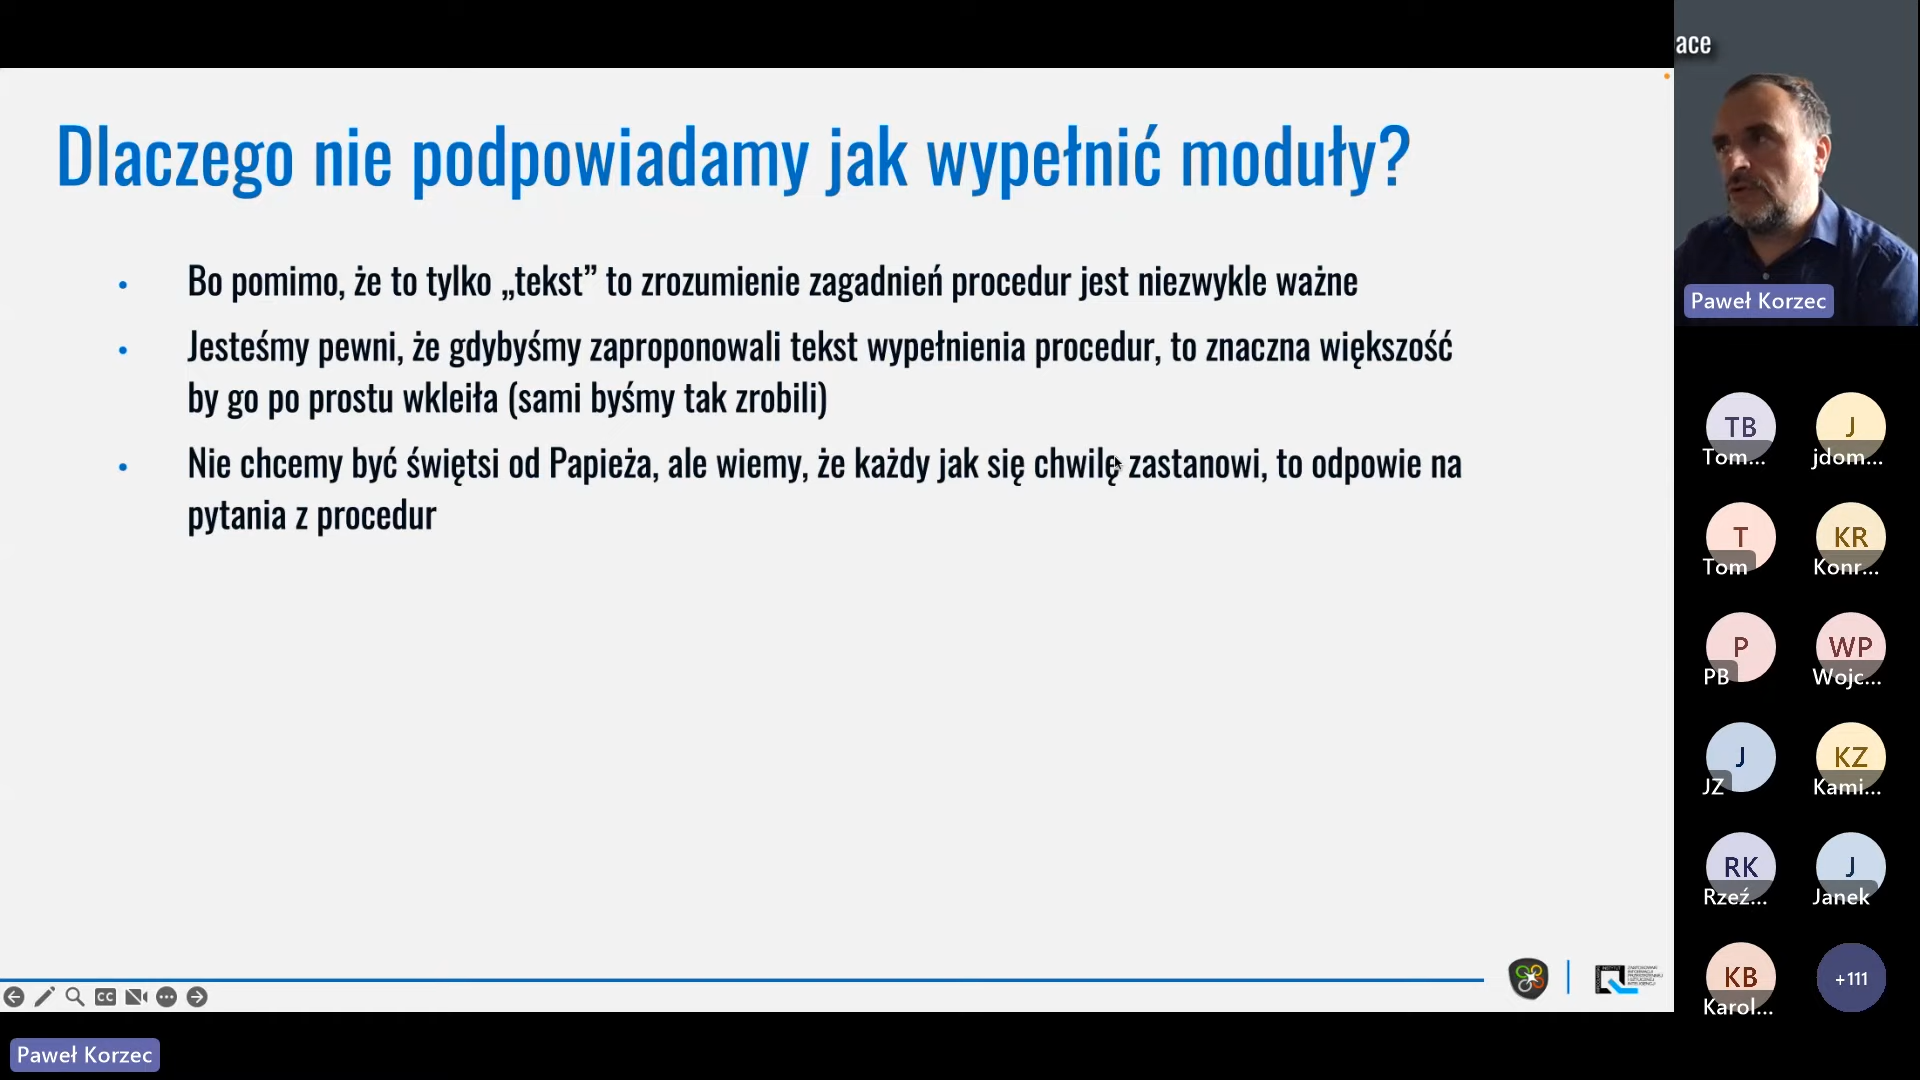 ace
Dlaczego nie podpowiadamy jak wypełnić moduły?
• Bo pomimo, że to tylko „tekst” to zrozumienie zagadnień procedur jest niezwykle ważne
• Jesteśmy pewni, że gdybyśmy zaproponowali tekst wypełnienia procedur, to znaczna większość
by go po prostu wkleiła (sami byśmy tak zrobili)
• Nie chcemy być świętsi od Papieża, ale wiemy, że każdy jak się chwilę zastanowi, to odpowie na
pytania z procedur
Paweł Korzec
TB
Tom...
J
jdom...
T
Tom
KR
Konr...
P
PB
WP
Wojc...
J
JZ
KZ
Kami...
RK
Rzeź...
J
Janek
KB
Karol...
+111
CC
Paweł Korzec